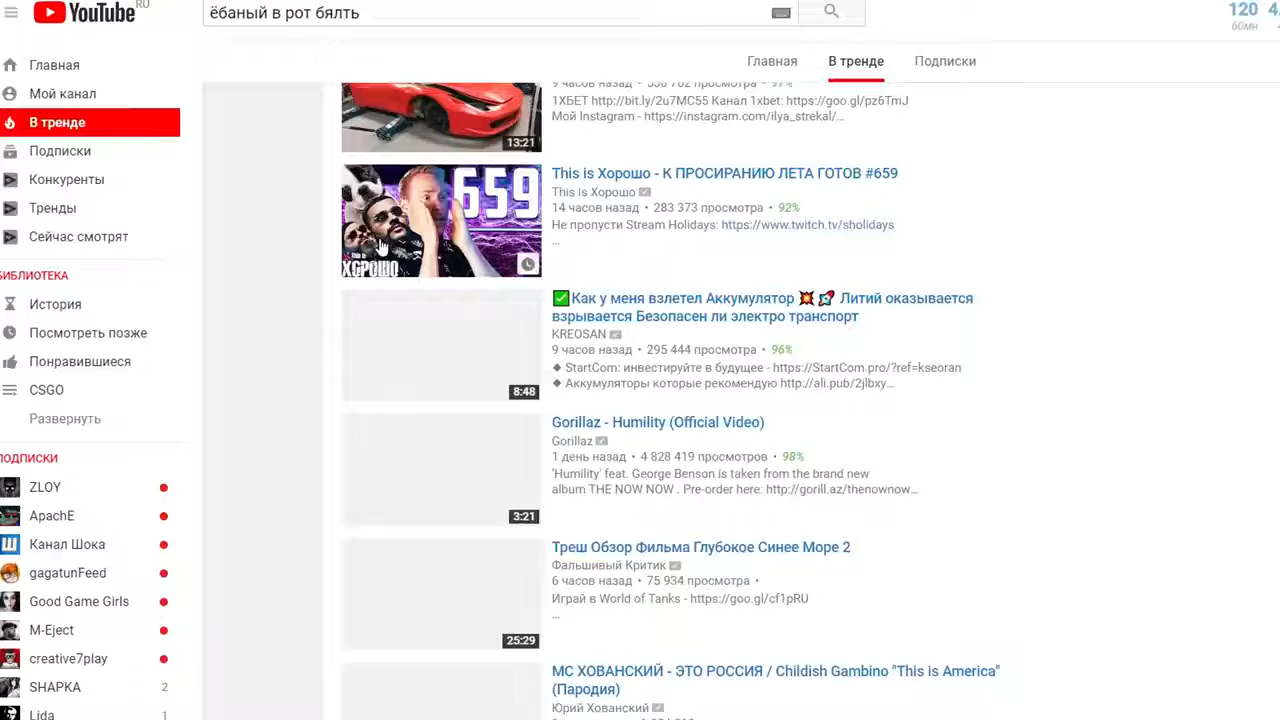 YouTube RU
ёбаный в рот бялть
120
60мн
Главная
В тренде
Подписки
Главная
Мой канал
В тренде
Подписки
Конкуренты
Тренды
Сейчас смотрят
БИБЛИОТЕКА
История
Посмотреть позже
Понравившиеся
CSGO
Развернуть
ПОДПИСКИ
ZLOY
ApachE
Канал Шока
gagatunFeed
Good Game Girls
M-Eject
creative7play
SHAPKA 2
Lida 1
1ХБЕТ http://bit.ly/2u7MC55 Канал 1xbet: https://goo.gl/pz6TmJ
Мой Instagram - https://instagram.com/ilya_strekal/...
13:21
659
ХОРОШО
This is Хорошо - К ПРОСИРАНИЮ ЛЕТА ГОТОВ #659
This Is Хорошо
14 часов назад • 283 373 просмотра • 92%
Не пропусти Stream Holidays: https://www.twitch.tv/sholidays
...
✅Как у меня взлетел Аккумулятор 💥 🚀 Литий оказывается
взрывается Безопасен ли электро транспорт
KREOSAN
9 часов назад • 295 444 просмотра • 96%
◆ StartCom: инвестируйте в будущее - https://StartCom.pro/?ref=kseoran
◆ Аккумуляторы которые рекомендую http://ali.pub/2jlbxy...
8:48
Gorillaz - Humility (Official Video)
Gorillaz
1 день назад • 4 828 419 просмотров • 98%
'Humility' feat. George Benson is taken from the brand new
album THE NOW NOW . Pre-order here: http://gorill.az/thenownow...
3:21
Треш Обзор Фильма Глубокое Синее Море 2
Фальшивый Критик
6 часов назад • 75 934 просмотра •
Играй в World of Tanks - https://goo.gl/cf1pRU
...
25:29
МС ХОВАНСКИЙ - ЭТО РОССИЯ / Childish Gambino "This is America"
(Пародия)
Юрий Хованский